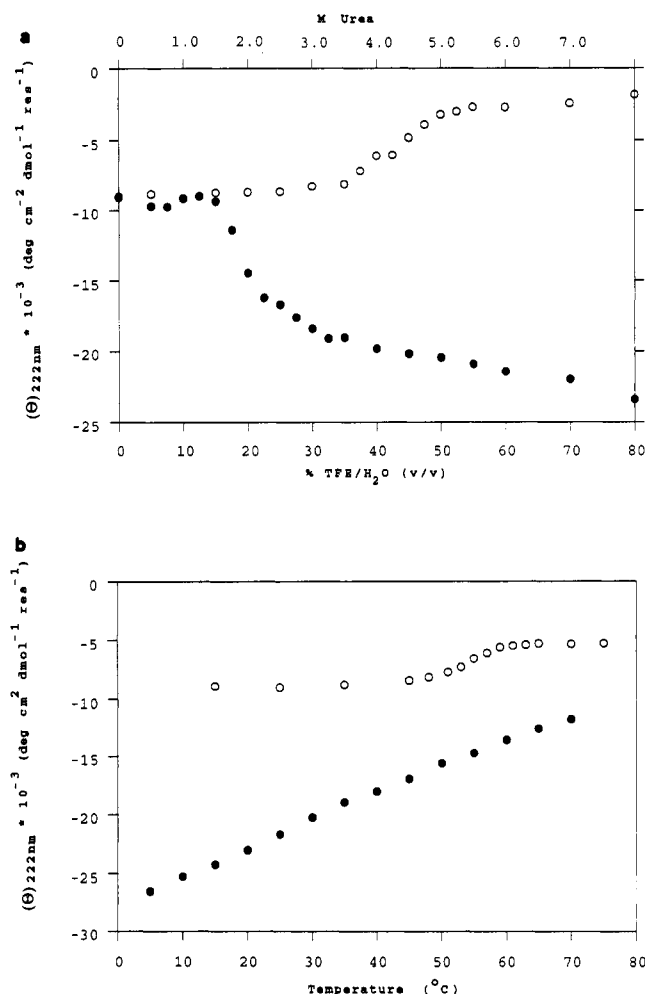 M Urea
a
0 1.0 2.0 3.0 4.0 5.0 6.0 7.0
0
-5
-10
-15
-20
-25
(Θ)222nm * 10⁻³ (deg cm⁻² dmol⁻¹ res⁻¹)
0 10 20 30 40 50 60 70 80
% TFE/H₂O (v/v)
b
0
-5
-10
-15
-20
-25
-30
(Θ)222nm * 10⁻³ (deg cm² dmol⁻¹ res⁻¹)
0 10 20 30 40 50 60 70 80
Temperature (°C)